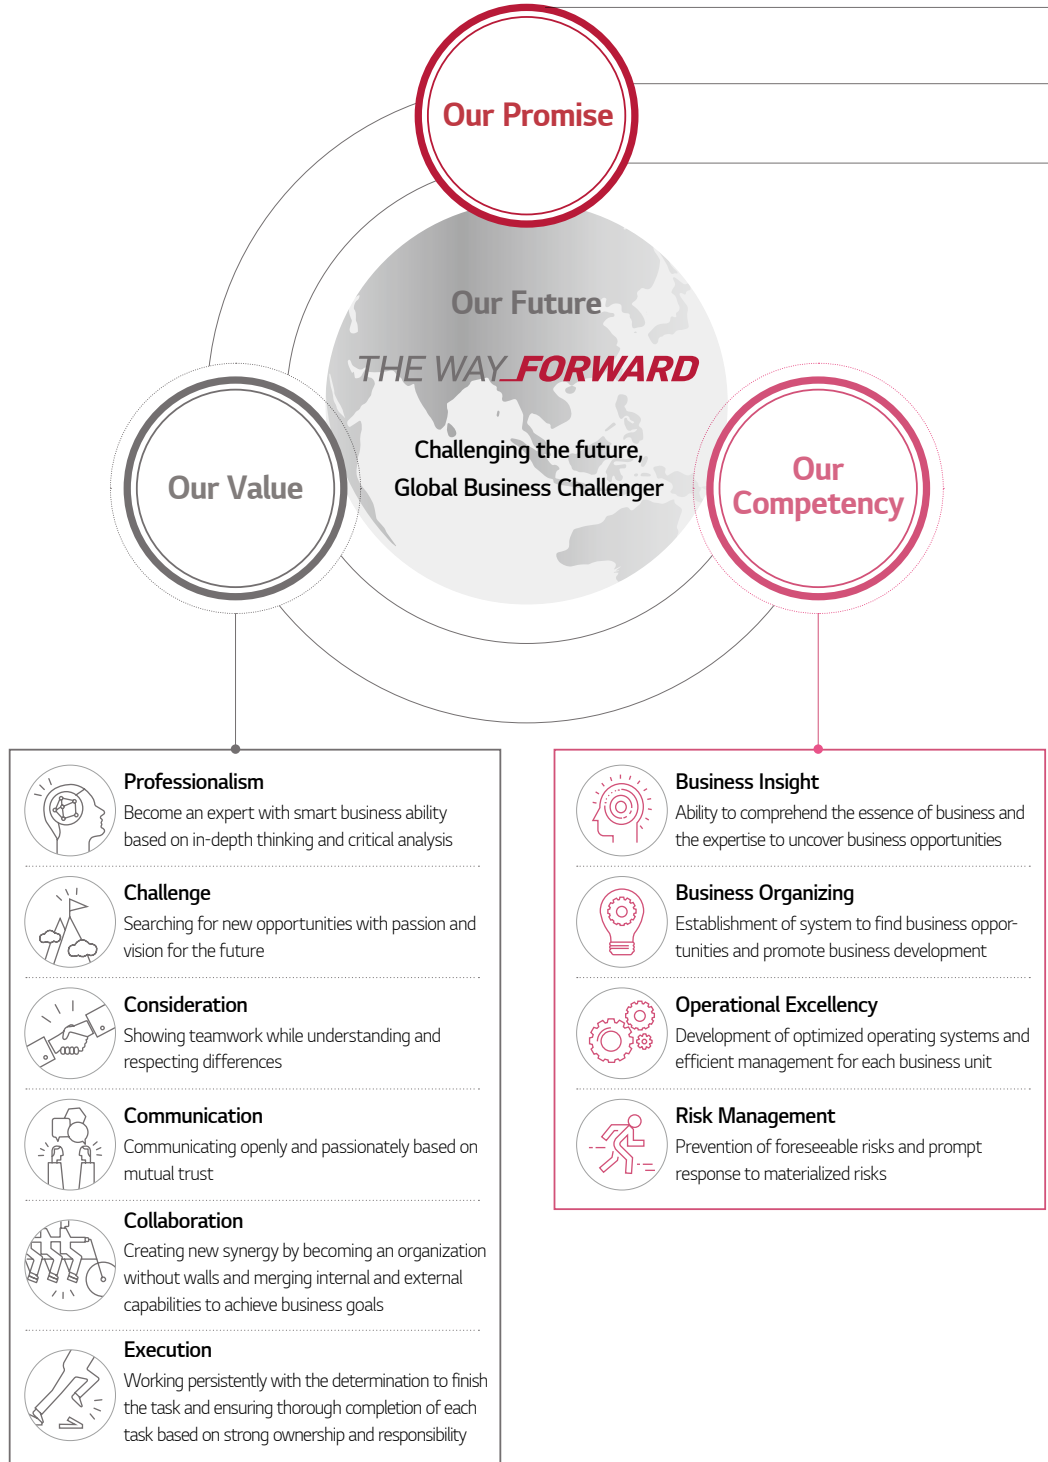 Our Promise
Our Future
THE WAY_FORWARD
Challenging the future,
Global Business Challenger
Our Value
Our
Competency
Professionalism
Become an expert with smart business ability
based on in-depth thinking and critical analysis
Challenge
Searching for new opportunities with passion and
vision for the future
Consideration
Showing teamwork while understanding and
respecting differences
Communication
Communicating openly and passionately based on
mutual trust
Collaboration
Creating new synergy by becoming an organization
without walls and merging internal and external
capabilities to achieve business goals
Execution
Working persistently with the determination to finish
the task and ensuring thorough completion of each
task based on strong ownership and responsibility
Business Insight
Ability to comprehend the essence of business and
the expertise to uncover business opportunities
Business Organizing
Establishment of system to find business oppor-
tunities and promote business development
Operational Excellency
Development of optimized operating systems and
efficient management for each business unit
Risk Management
Prevention of foreseeable risks and prompt
response to materialized risks